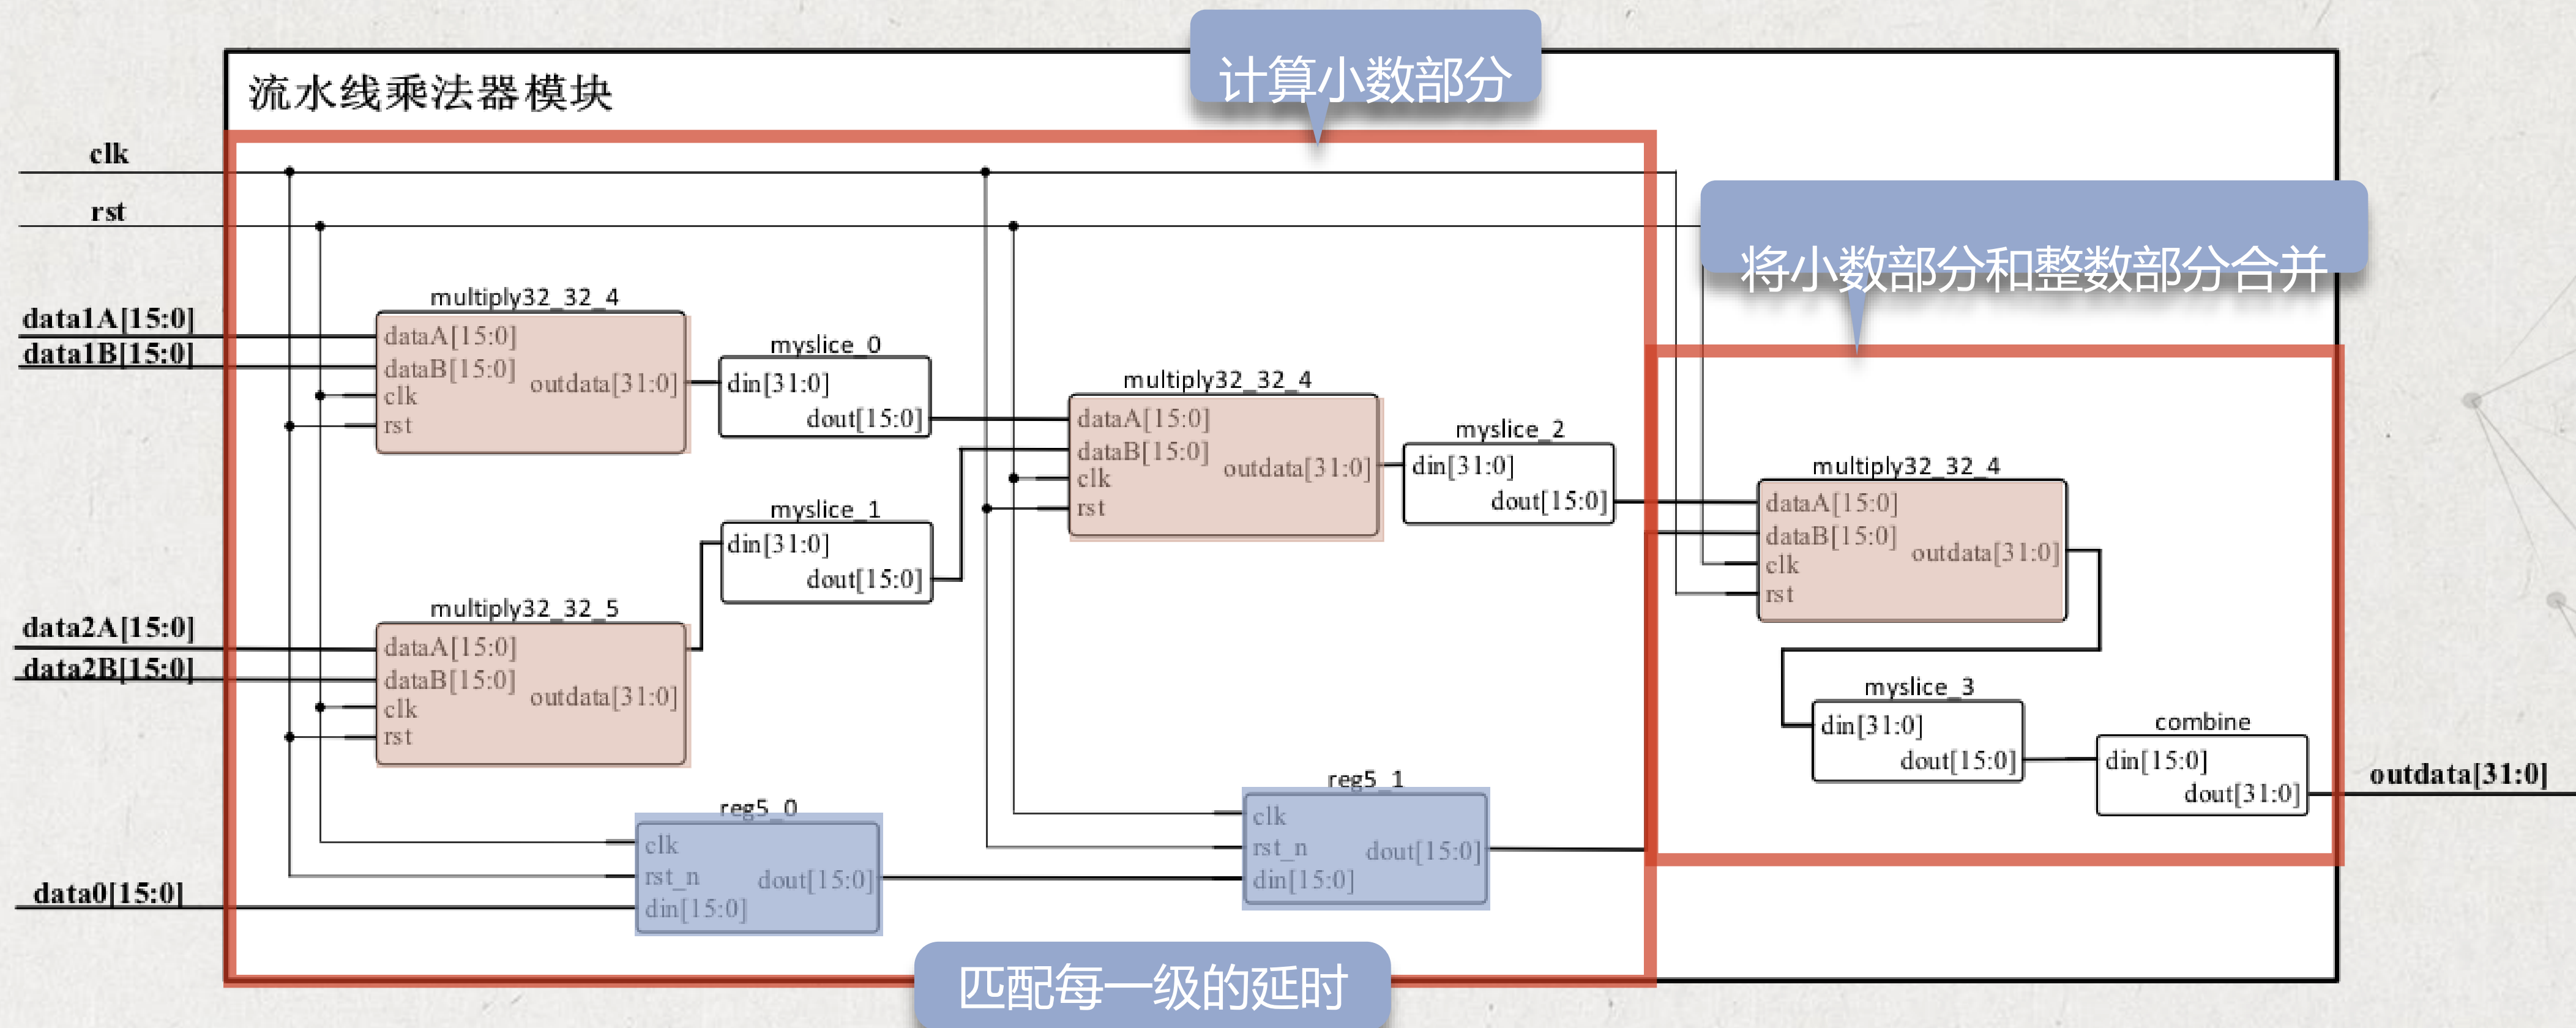 计算小数部分
流水线乘法器模块
clk
rst
将小数部分和整数部分合并
data1A[15:0]
data1B[15:0]
multiply32_32_4
dataA[15:0]
dataB[15:0]
outdata[31:0]
clk
rst
myslice_0
din[31:0]
dout[15:0]
multiply32_32_4
dataA[15:0]
dataB[15:0]
outdata[31:0]
clk
rst
myslice_2
din[31:0]
dout[15:0]
multiply32_32_4
dataA[15:0]
dataB[15:0]
outdata[31:0]
clk
rst
myslice_1
din[31:0]
dout[15:0]
data2A[15:0]
data2B[15:0]
multiply32_32_5
dataA[15:0]
dataB[15:0]
outdata[31:0]
clk
rst
myslice_3
din[31:0]
dout[15:0]
combine
din[15:0]
dout[31:0]
outdata[31:0]
reg5_0
clk
rst_n
dout[15:0]
din[15:0]
reg5_1
clk
rst_n
dout[15:0]
din[15:0]
data0[15:0]
匹配每一级的延时